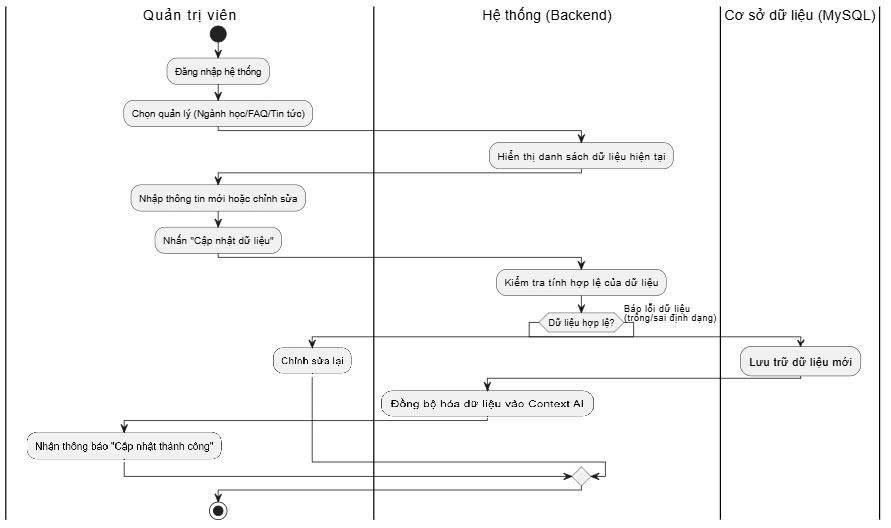 Quản trị viên
Hệ thống (Backend)
Cơ sở dữ liệu (MySQL)
Đăng nhập hệ thống
Chọn quản lý (Ngành học/FAQ/Tin tức)
Hiển thị danh sách dữ liệu hiện tại
Nhập thông tin mới hoặc chỉnh sửa
Nhấn "Cập nhật dữ liệu"
Kiểm tra tính hợp lệ của dữ liệu
Dữ liệu hợp lệ?
Báo lỗi dữ liệu
(trống/sai định dạng)
Chỉnh sửa lại
Lưu trữ dữ liệu mới
Đồng bộ hóa dữ liệu vào Context AI
Nhận thông báo "Cập nhật thành công"